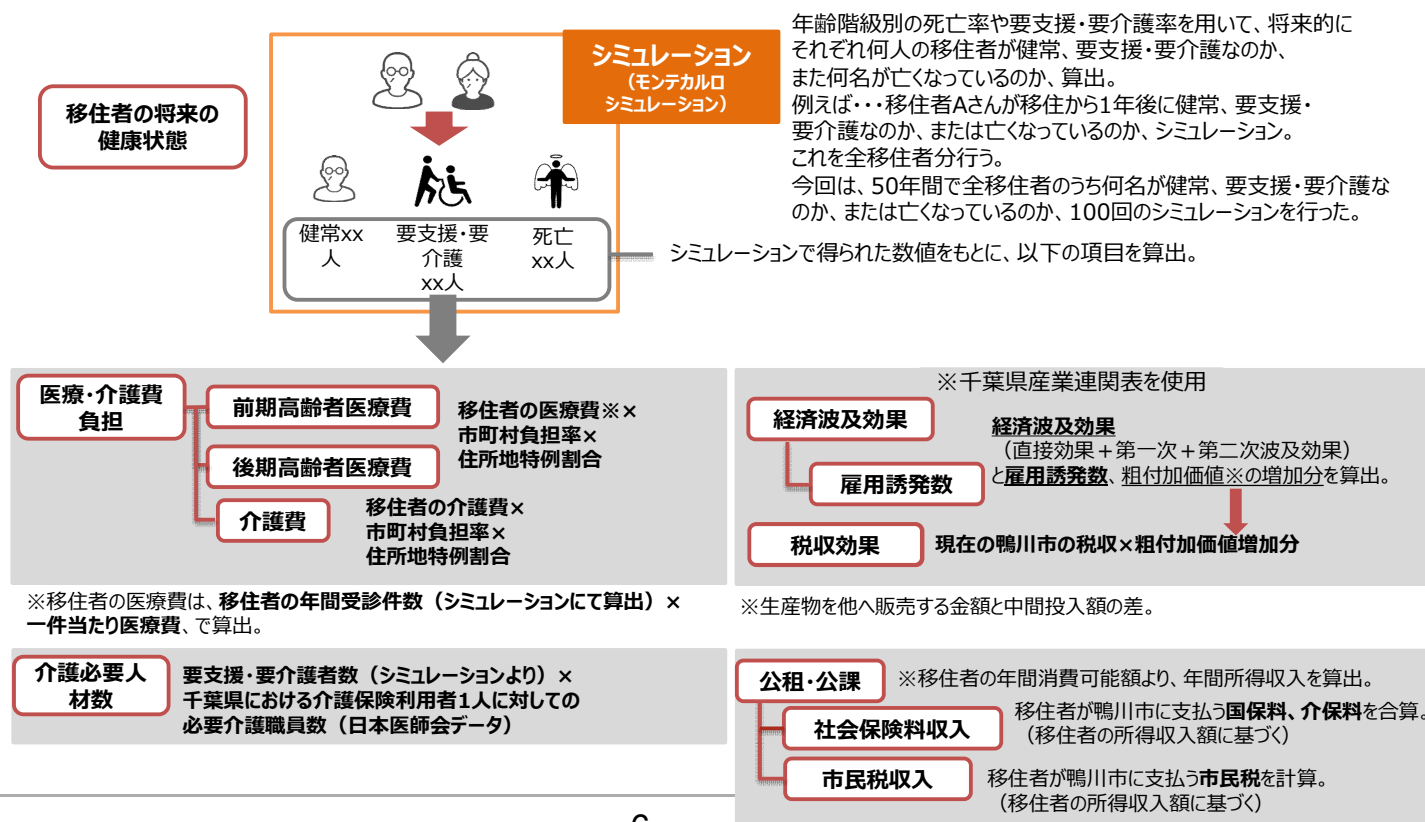 移住者の将来の
健康状態
シミュレーション
（モンテカルロ
シミュレーション）
健常xx
人
要支援・要
介護
xx人
死亡
xx人
年齢階級別の死亡率や要支援・要介護率を用いて、将来的に
それぞれ何人の移住者が健常、要支援・要介護なのか、
また何名が亡くなっているのか、算出。
例えば・・・移住者Aさんが移住から1年後に健常、要支援・
要介護なのか、または亡くなっているのか、シミュレーション。
これを全移住者分行う。
今回は、50年間で全移住者のうち何名が健常、要支援・要介護な
のか、または亡くなっているのか、100回のシミュレーションを行った。
シミュレーションで得られた数値をもとに、以下の項目を算出。
医療・介護費
負担
前期高齢者医療費
後期高齢者医療費
移住者の医療費※×
市町村負担率×
住所地特例割合
介護費
移住者の介護費×
市町村負担率×
住所地特例割合
※移住者の医療費は、移住者の年間受診件数（シミュレーションにて算出）×
一件当たり医療費、で算出。
介護必要人
材数
要支援・要介護者数（シミュレーションより）×
千葉県における介護保険利用者1人に対しての
必要介護職員数（日本医師会データ）
※千葉県産業連関表を使用
経済波及効果
雇用誘発数
経済波及効果
（直接効果＋第一次＋第二次波及効果）
と雇用誘発数、粗付加価値※の増加分を算出。
税収効果
現在の鴨川市の税収×粗付加価値増加分
※生産物を他へ販売する金額と中間投入額の差。
公租・公課
※移住者の年間消費可能額より、年間所得収入を算出。
社会保険料収入
移住者が鴨川市に支払う国保料、介保料を合算。
（移住者の所得収入額に基づく）
市民税収入
移住者が鴨川市に支払う市民税を計算。
（移住者の所得収入額に基づく）